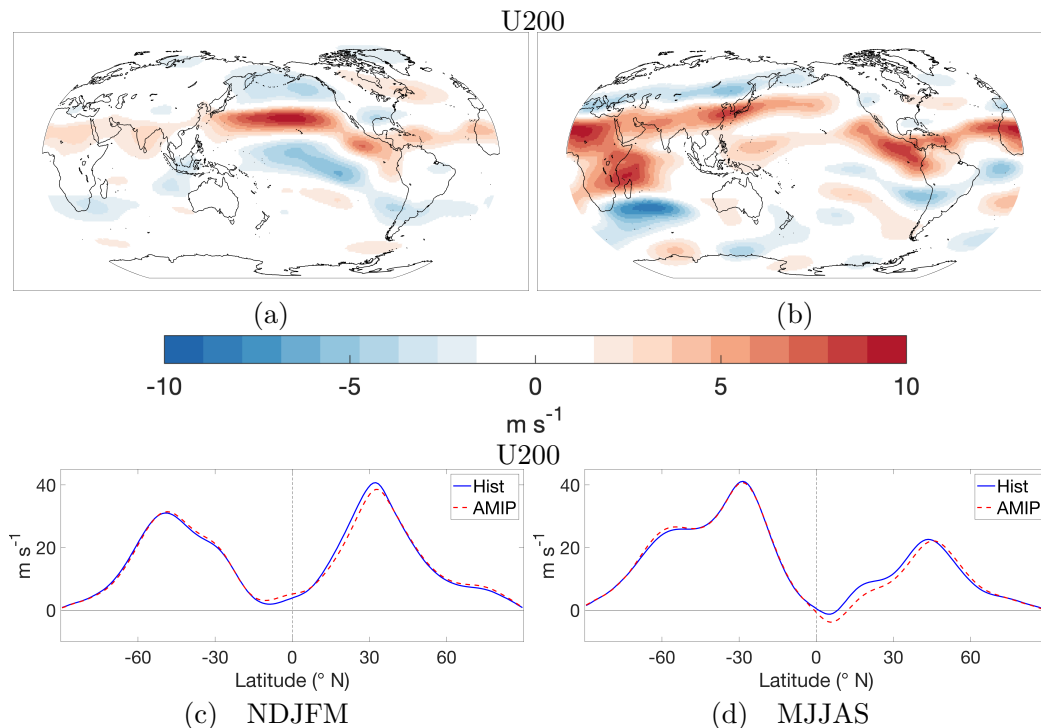 U200
(a) (b)
-10 -5 0 5 10
m s⁻¹
U200
40 Hist AMIP 40 Hist AMIP
20 20
0 0
m s⁻¹ m s⁻¹
-60 -30 0 30 60 -60 -30 0 30 60
Latitude (° N) Latitude (° N)
(c) NDJFM (d) MJJAS